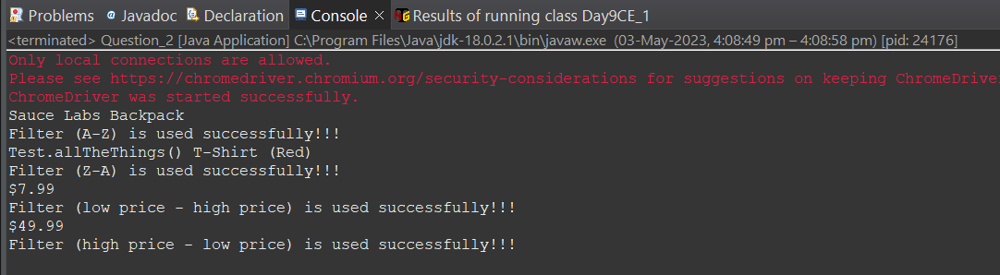 Problems @ Javadoc Declaration Console × Results of running class Day9CE_1
<terminated> Question_2 [Java Application] C:\Program Files\Java\jdk-18.0.2.1\bin\javaw.exe (03-May-2023, 4:08:49 pm – 4:08:58 pm) [pid: 24176]
Only local connections are allowed.
Please see https://chromedriver.chromium.org/security-considerations for suggestions on keeping ChromeDrive
ChromeDriver was started successfully.
Sauce Labs Backpack
Filter (A-Z) is used successfully!!!
Test.allTheThings() T-Shirt (Red)
Filter (Z-A) is used successfully!!!
$7.99
Filter (low price - high price) is used successfully!!!
$49.99
Filter (high price - low price) is used successfully!!!